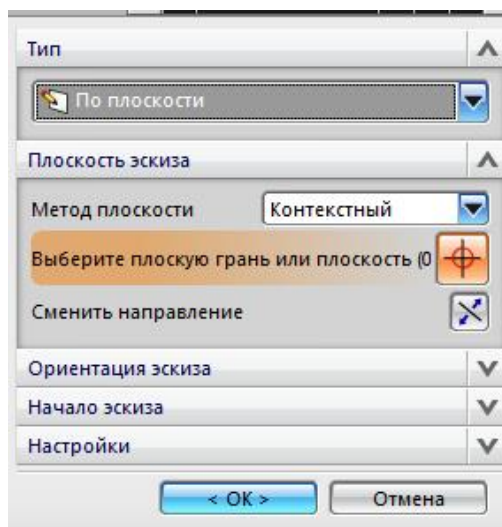 Тип
По плоскости
Плоскость эскиза
Метод плоскости Контекстный
Выберите плоскую грань или плоскость (0
Сменить направление
Ориентация эскиза
Начало эскиза
Настройки
< OK > Отмена